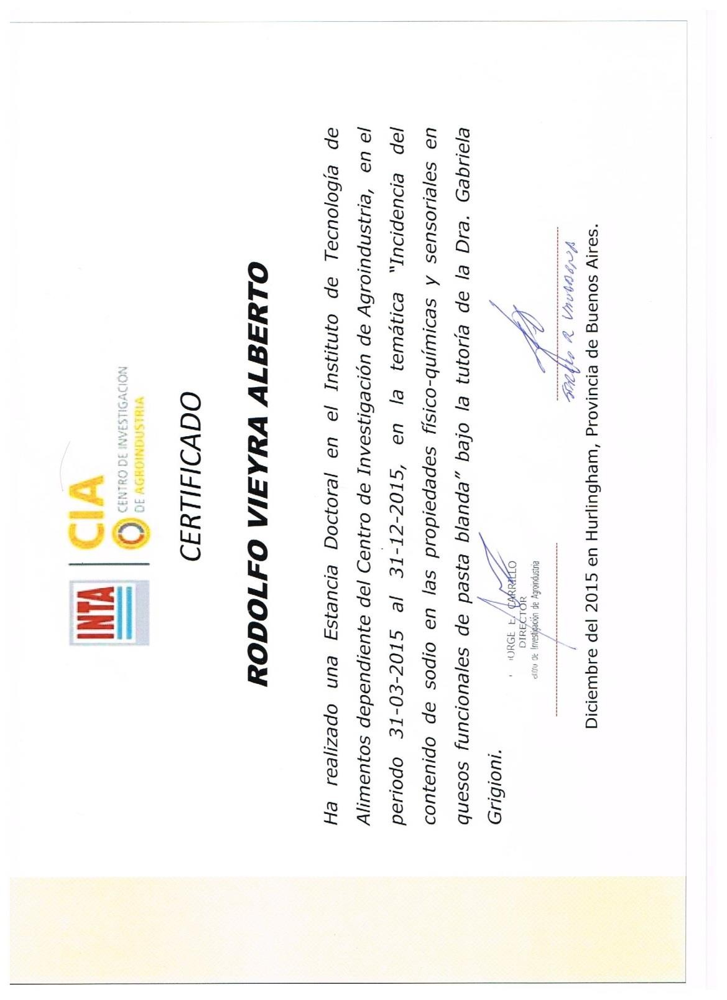 INTA
CIA
CENTRO DE INVESTIGACIÓN
DE AGROINDUSTRIA
CERTIFICADO
RODOLFO VIEYRA ALBERTO
Ha realizado una Estancia Doctoral en el Instituto de Tecnología de
Alimentos dependiente del Centro de Investigación de Agroindustria, en el
periodo 31-03-2015 al 31-12-2015, en la temática “Incidencia del
contenido de sodio en las propiedades físico-químicas y sensoriales en
quesos funcionales de pasta blanda” bajo la tutoría de la Dra. Gabriela
Grigioni.
ORGE E. CARRILLO
DIRECTOR
entro de Investigación de Agroindustria
Diciembre del 2015 en Hurlingham, Provincia de Buenos Aires.